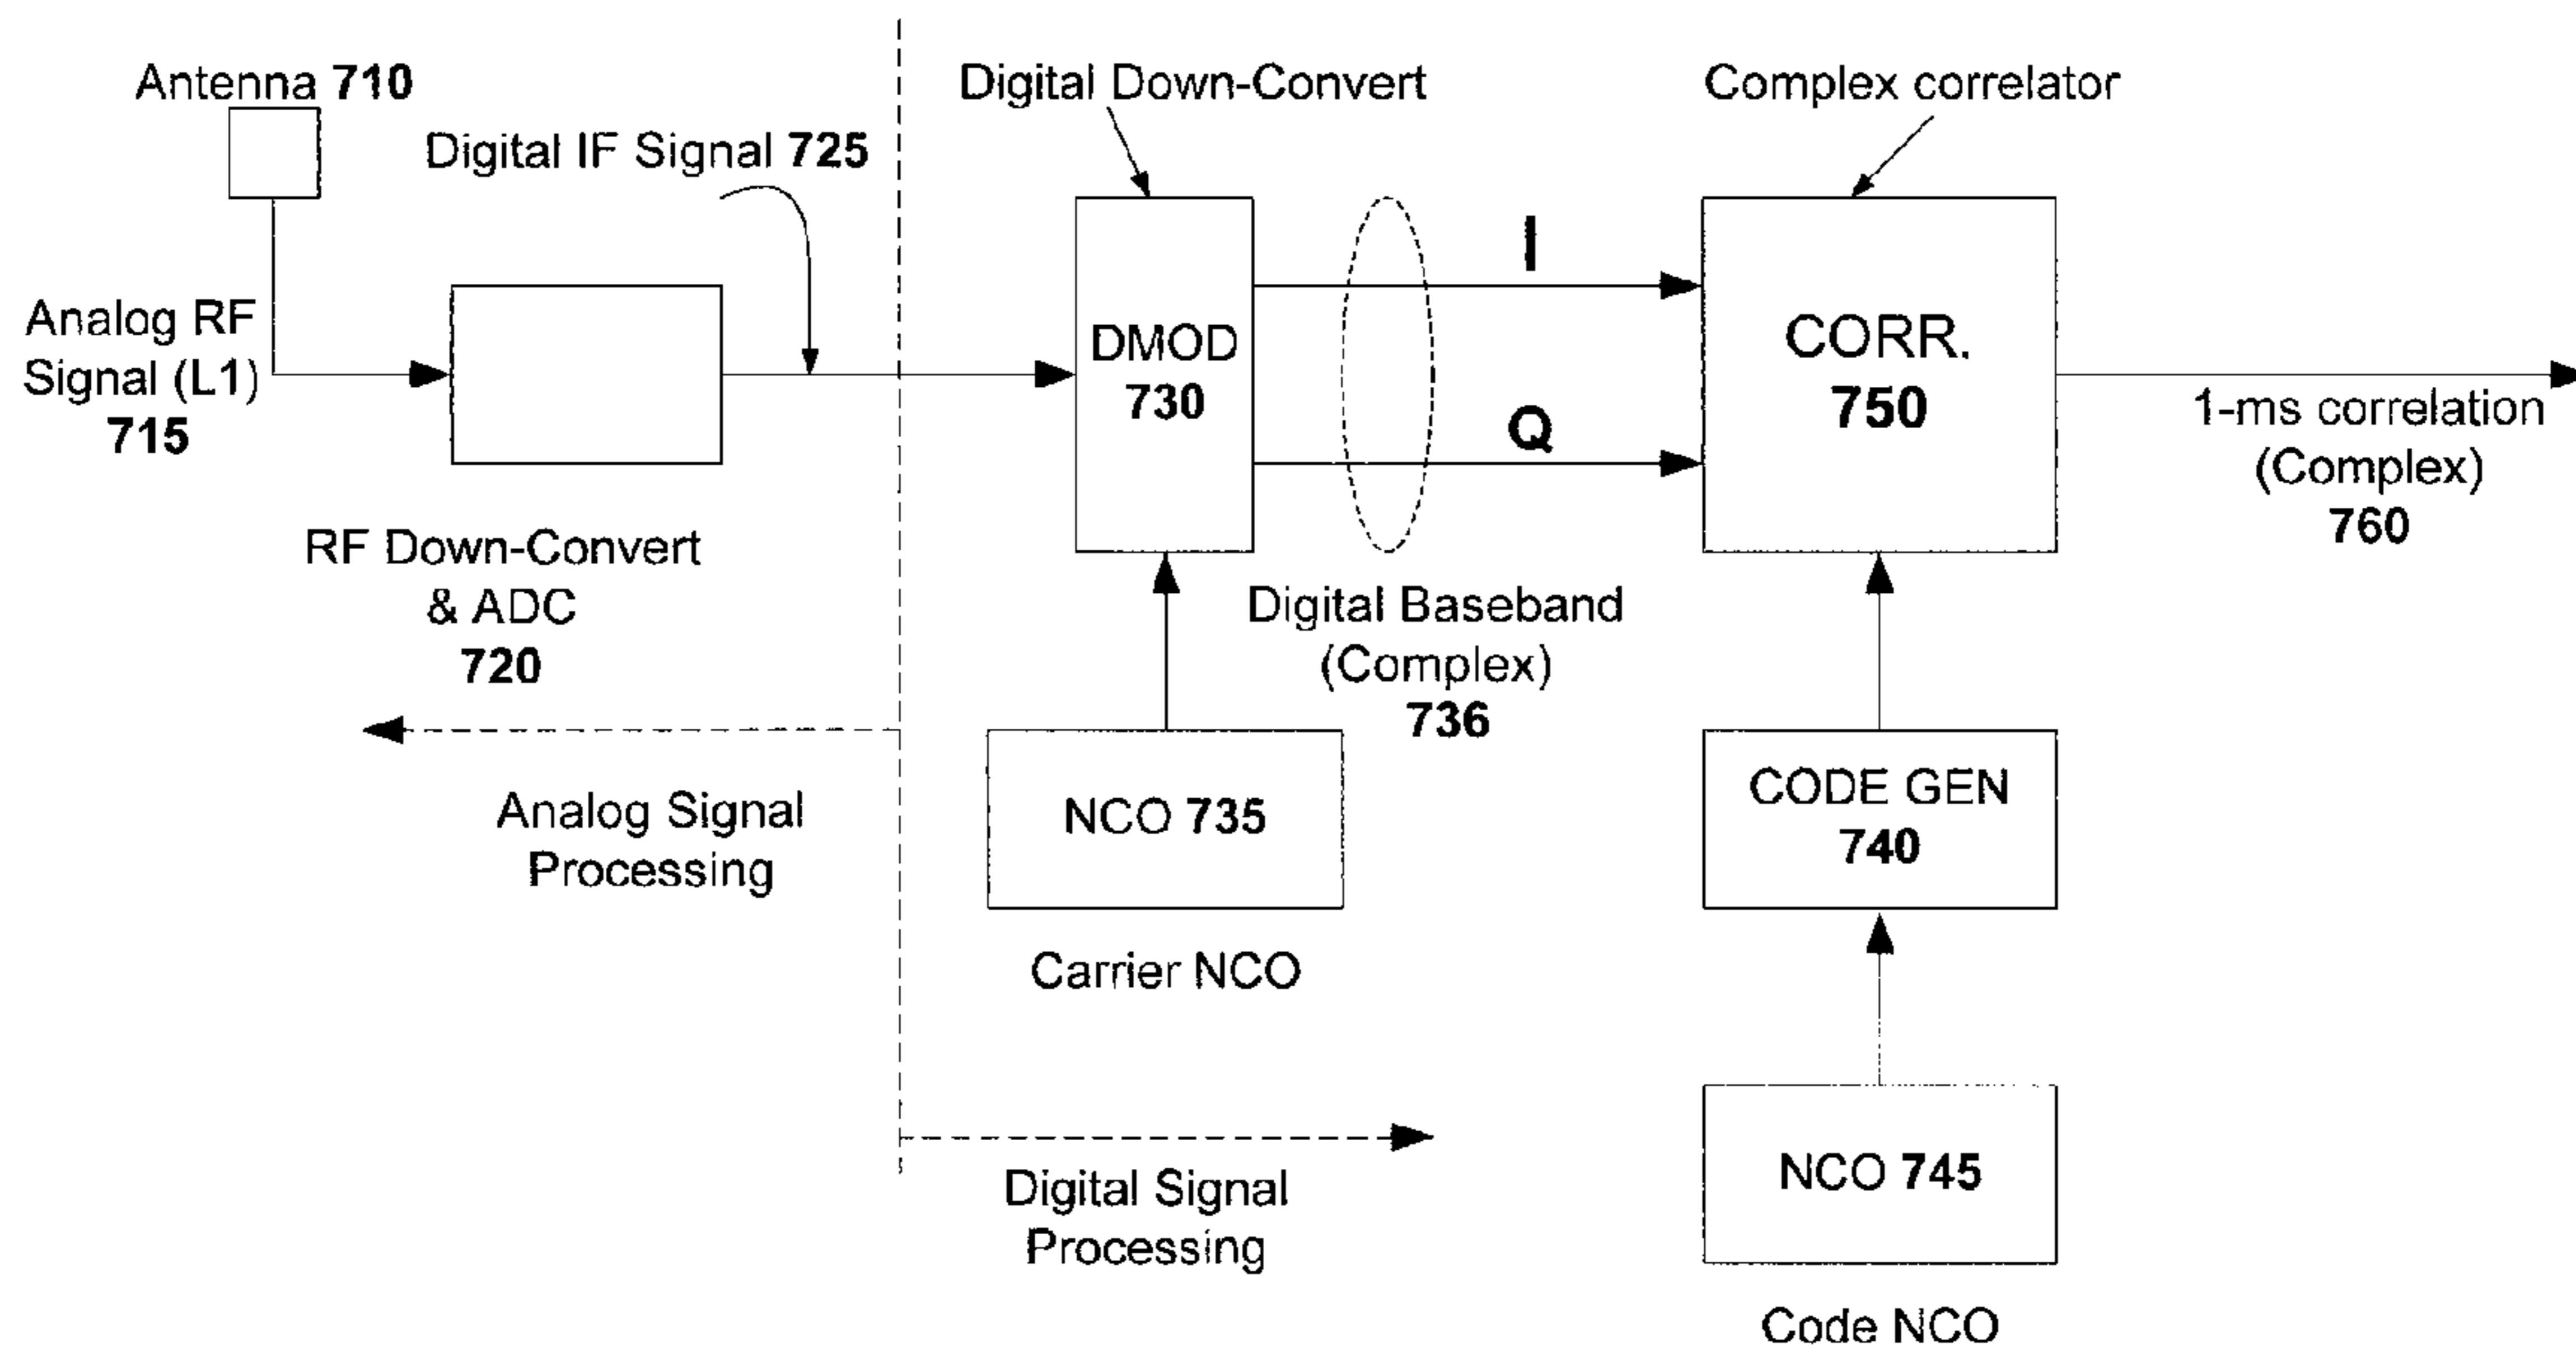 Antenna 710
Digital IF Signal 725
Analog RF
Signal (L1)
715
RF Down-Convert
& ADC
720
Analog Signal
Processing
Digital Down-Convert
DMOD
730
I
Q
Digital Baseband
(Complex)
736
NCO 735
Carrier NCO
Digital Signal
Processing
Complex correlator
CORR.
750
1-ms correlation
(Complex)
760
CODE GEN
740
NCO 745
Code NCO